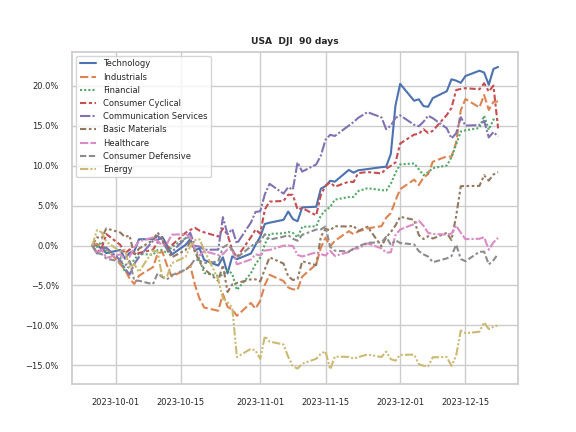 USA DJI 90 days
Technology
Industrials
Financial
Consumer Cyclical
Communication Services
Basic Materials
Healthcare
Consumer Defensive
Energy
20.0%
15.0%
10.0%
5.0%
0.0%
−5.0%
−10.0%
−15.0%
2023-10-01 2023-10-15 2023-11-01 2023-11-15 2023-12-01 2023-12-15